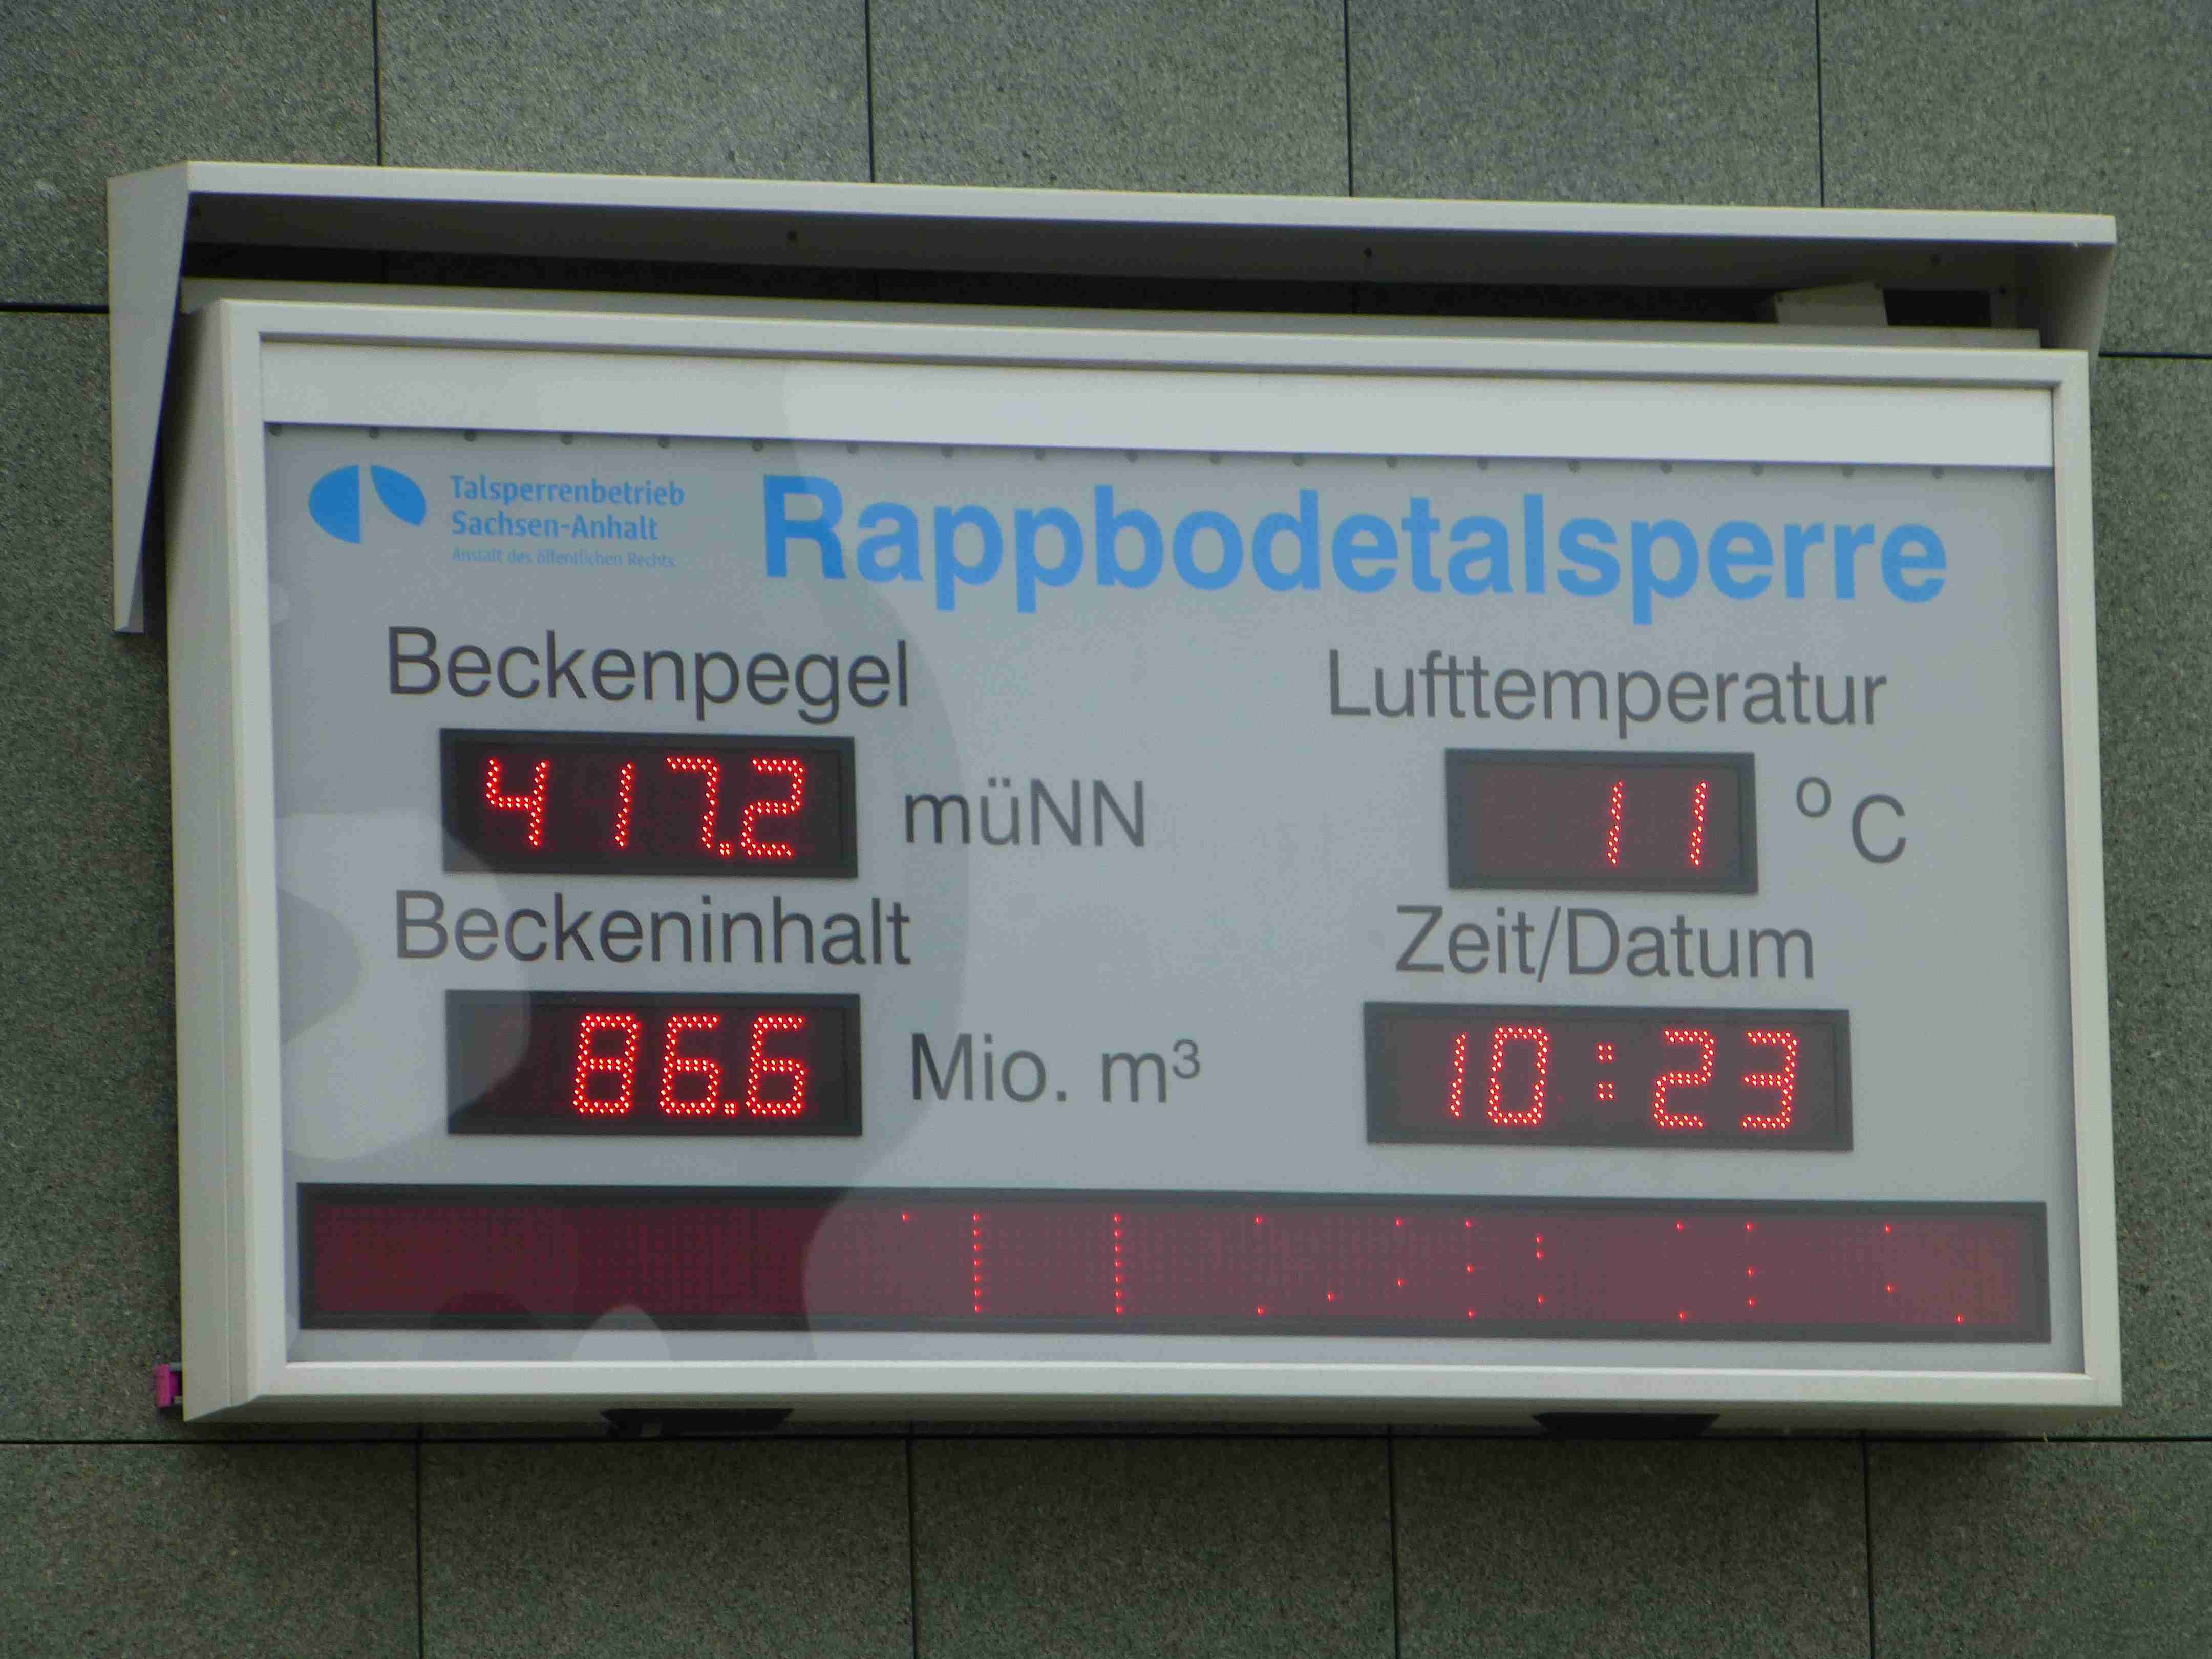 Talsperrenbetrieb
Sachsen-Anhalt
Anstalt des öffentlichen Rechts
Rappbodetalsperre
Beckenpegel
417.2 müNN
Lufttemperatur
11 °C
Beckeninhalt
86.6 Mio. m³
Zeit/Datum
10:23